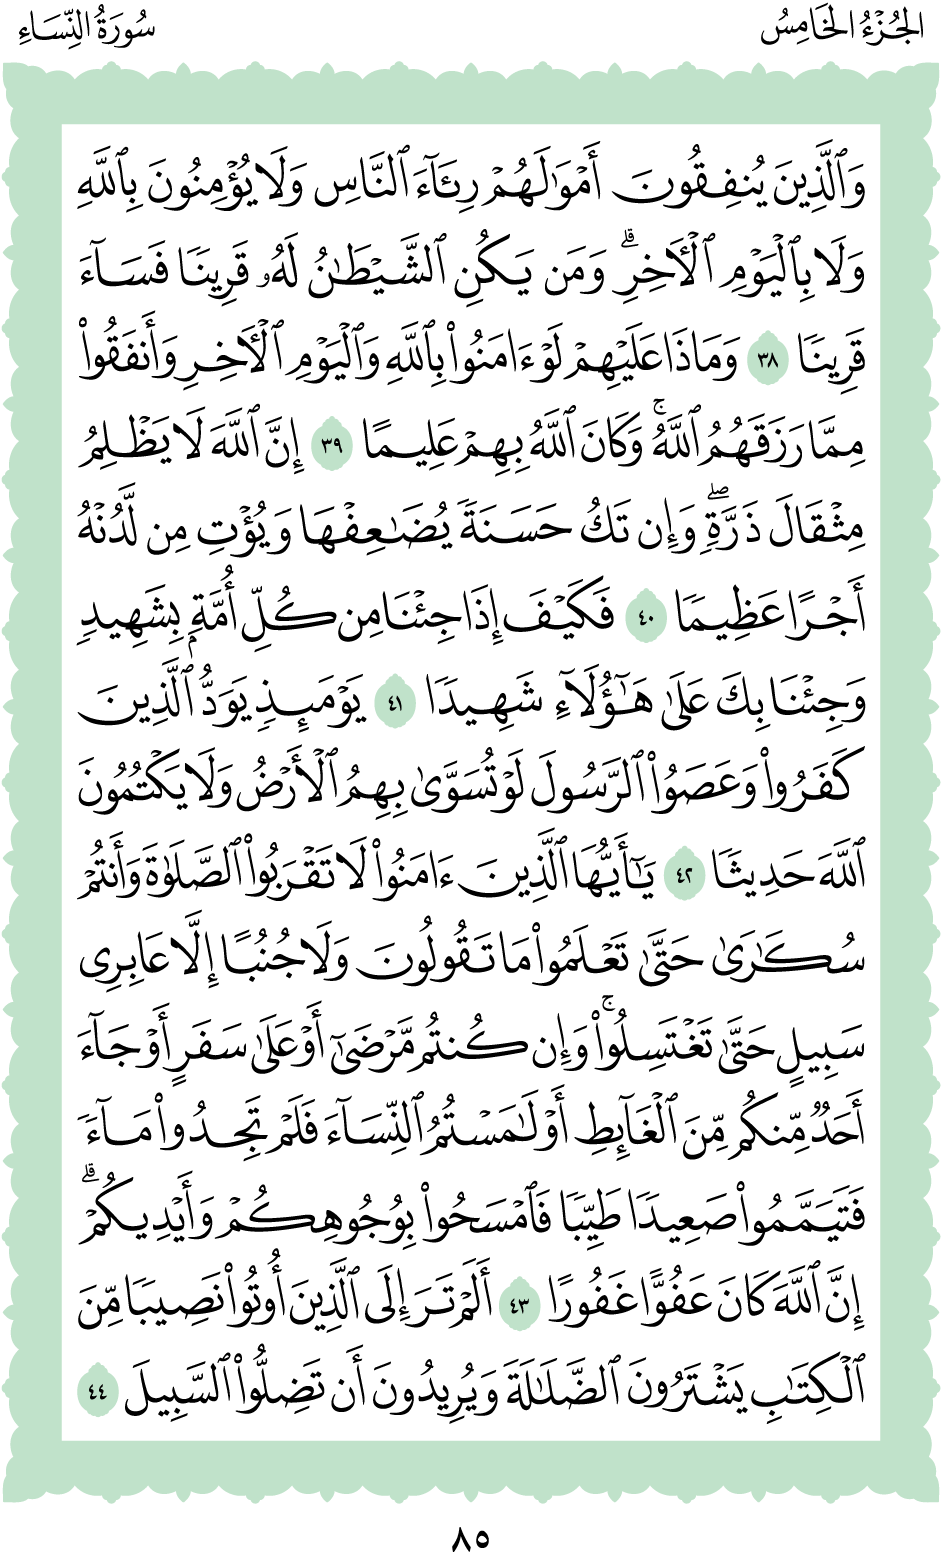 الجُزْءُ الخَامِسُ
سُورَةُ النِّسَاءِ
وَٱلَّذِينَ يُنفِقُونَ أَمْوَٰلَهُمْ رِئَآءَ ٱلنَّاسِ وَلَا يُؤْمِنُونَ بِٱللَّهِ
وَلَا بِٱلْيَوْمِ ٱلْأَخِرِۗ وَمَن يَكُنِ ٱلشَّيْطَٰنُ لَهُۥ قَرِينًا فَسَآءَ
قَرِينًا ٣٨ وَمَاذَا عَلَيْهِمْ لَوْ ءَامَنُوا۟ بِٱللَّهِ وَٱلْيَوْمِ ٱلْأَخِرِ وَأَنفَقُوا۟
مِمَّا رَزَقَهُمُ ٱللَّهُۚ وَكَانَ ٱللَّهُ بِهِمْ عَلِيمًا ٣٩ إِنَّ ٱللَّهَ لَا يَظْلِمُ
مِثْقَالَ ذَرَّةٍۖ وَإِن تَكُ حَسَنَةً يُضَٰعِفْهَا وَيُؤْتِ مِن لَّدُنْهُ
أَجْرًا عَظِيمًا ٤٠ فَكَيْفَ إِذَا جِئْنَا مِن كُلِّ أُمَّةٍۭ بِشَهِيدٍ
وَجِئْنَا بِكَ عَلَىٰ هَٰٓؤُلَآءِ شَهِيدًا ٤١ يَوْمَئِذٍ يَوَدُّ ٱلَّذِينَ
كَفَرُوا۟ وَعَصَوُا۟ ٱلرَّسُولَ لَوْ تُسَوَّىٰ بِهِمُ ٱلْأَرْضُ وَلَا يَكْتُمُونَ
ٱللَّهَ حَدِيثًا ٤٢ يَٰٓأَيُّهَا ٱلَّذِينَ ءَامَنُوا۟ لَا تَقْرَبُوا۟ ٱلصَّلَوٰةَ وَأَنتُمْ
سُكَٰرَىٰ حَتَّىٰ تَعْلَمُوا۟ مَا تَقُولُونَ وَلَا جُنُبًا إِلَّا عَابِرِى
سَبِيلٍ حَتَّىٰ تَغْتَسِلُوا۟ۚ وَإِن كُنتُم مَّرْضَىٰٓ أَوْ عَلَىٰ سَفَرٍ أَوْ جَآءَ
أَحَدٌ مِّنكُم مِّنَ ٱلْغَآئِطِ أَوْ لَٰمَسْتُمُ ٱلنِّسَآءَ فَلَمْ تَجِدُوا۟ مَآءً
فَتَيَمَّمُوا۟ صَعِيدًا طَيِّبًا فَٱمْسَحُوا۟ بِوُجُوهِكُمْ وَأَيْدِيكُمْۗ
إِنَّ ٱللَّهَ كَانَ عَفُوًّا غَفُورًا ٤٣ أَلَمْ تَرَ إِلَى ٱلَّذِينَ أُوتُوا۟ نَصِيبًا مِّنَ
ٱلْكِتَٰبِ يَشْتَرُونَ ٱلضَّلَٰلَةَ وَيُرِيدُونَ أَن تَضِلُّوا۟ ٱلسَّبِيلَ ٤٤
٨٥